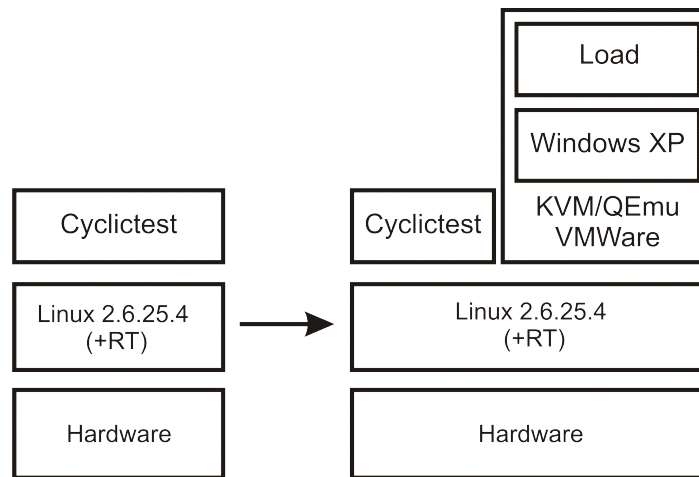 Cyclictest
Linux 2.6.25.4
(+RT)
Hardware
Load
Windows XP
KVM/QEmu
VMWare
Cyclictest
Linux 2.6.25.4
(+RT)
Hardware